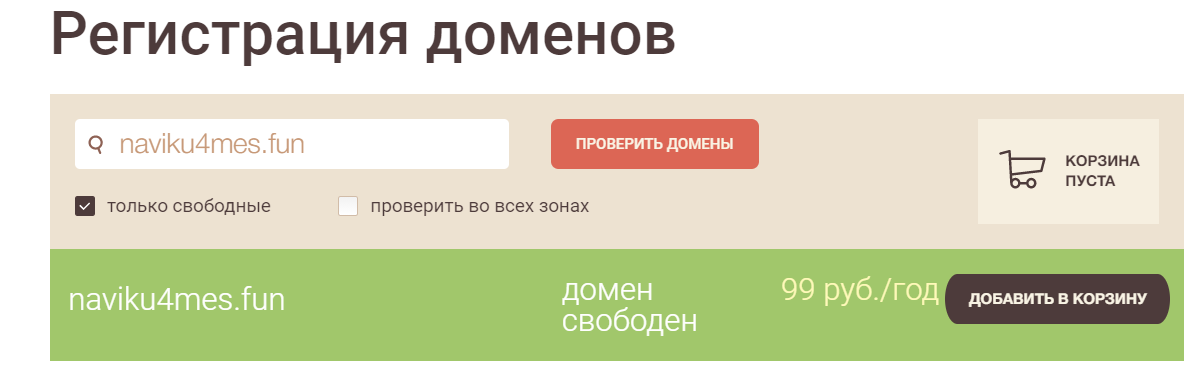 Регистрация доменов
naviku4mes.fun
ПРОВЕРИТЬ ДОМЕНЫ
КОРЗИНА
ПУСТА
только свободные
проверить во всех зонах
naviku4mes.fun
домен
свободен
99 руб./год
ДОБАВИТЬ В КОРЗИНУ